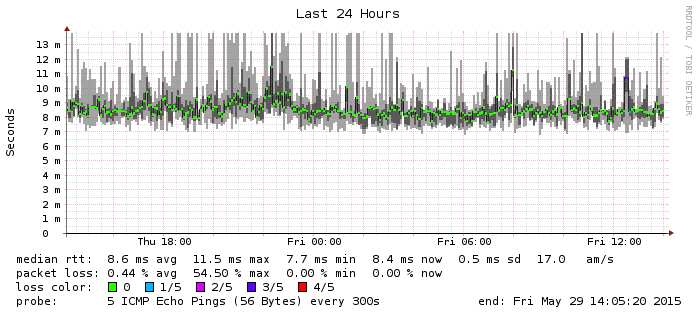 Last 24 Hours
RRDTOOL / TOBI OETIKER
Seconds
13 m
12 m
11 m
10 m
9 m
8 m
7 m
6 m
5 m
4 m
3 m
2 m
1 m
0
Thu 18:00 Fri 00:00 Fri 06:00 Fri 12:00
median rtt: 8.6 ms avg 11.5 ms max 7.7 ms min 8.4 ms now 0.5 ms sd 17.0 am/s
packet loss: 0.44 % avg 54.50 % max 0.00 % min 0.00 % now
loss color: 0 1/5 2/5 3/5 4/5
probe: 5 ICMP Echo Pings (56 Bytes) every 300s end: Fri May 29 14:05:20 2015